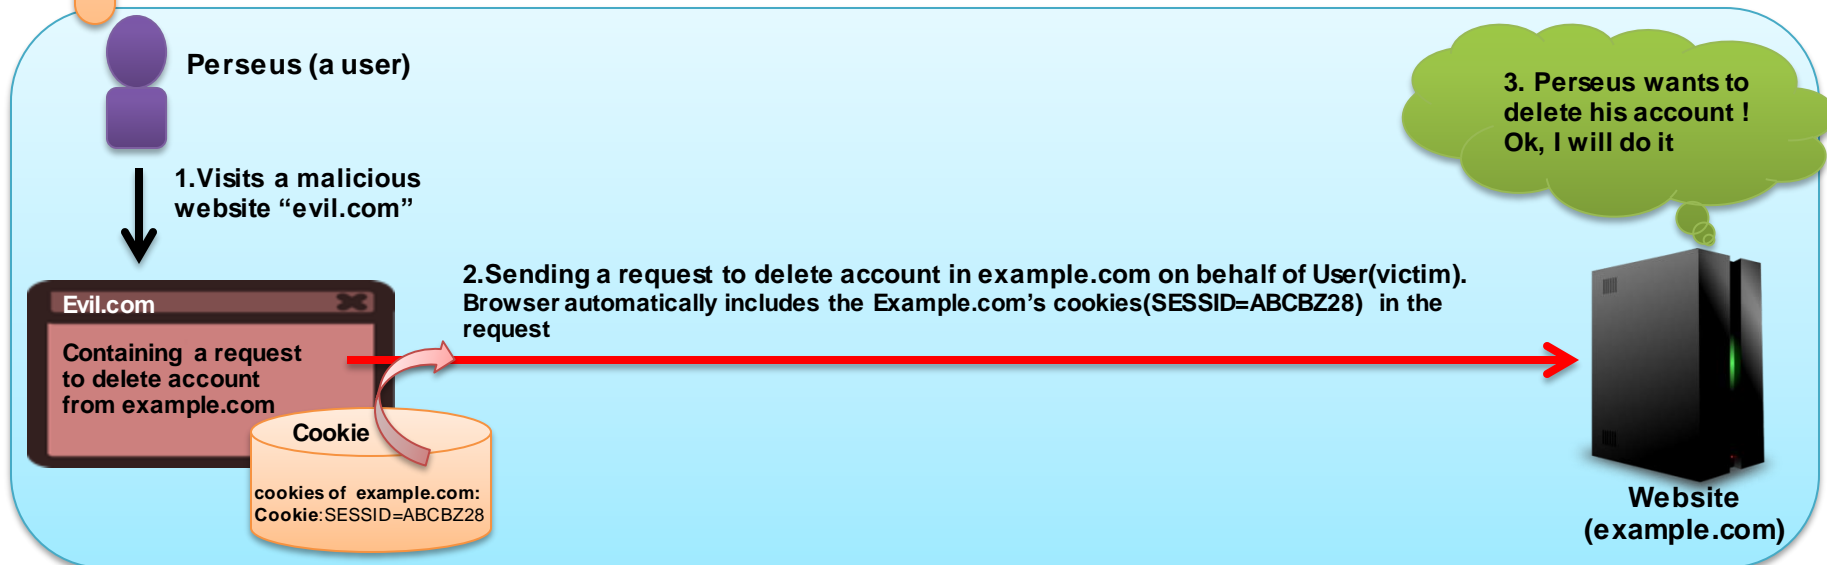 Perseus (a user)
1.Visits a malicious
website “evil.com”
Evil.com
Containing a request
to delete account
from example.com
Cookie
cookies of example.com:
Cookie:SESSID=ABCBZ28
2.Sending a request to delete account in example.com on behalf of User(victim).
Browser automatically includes the Example.com’s cookies(SESSID=ABCBZ28) in the
request
3. Perseus wants to
delete his account !
Ok, I will do it
Website
(example.com)